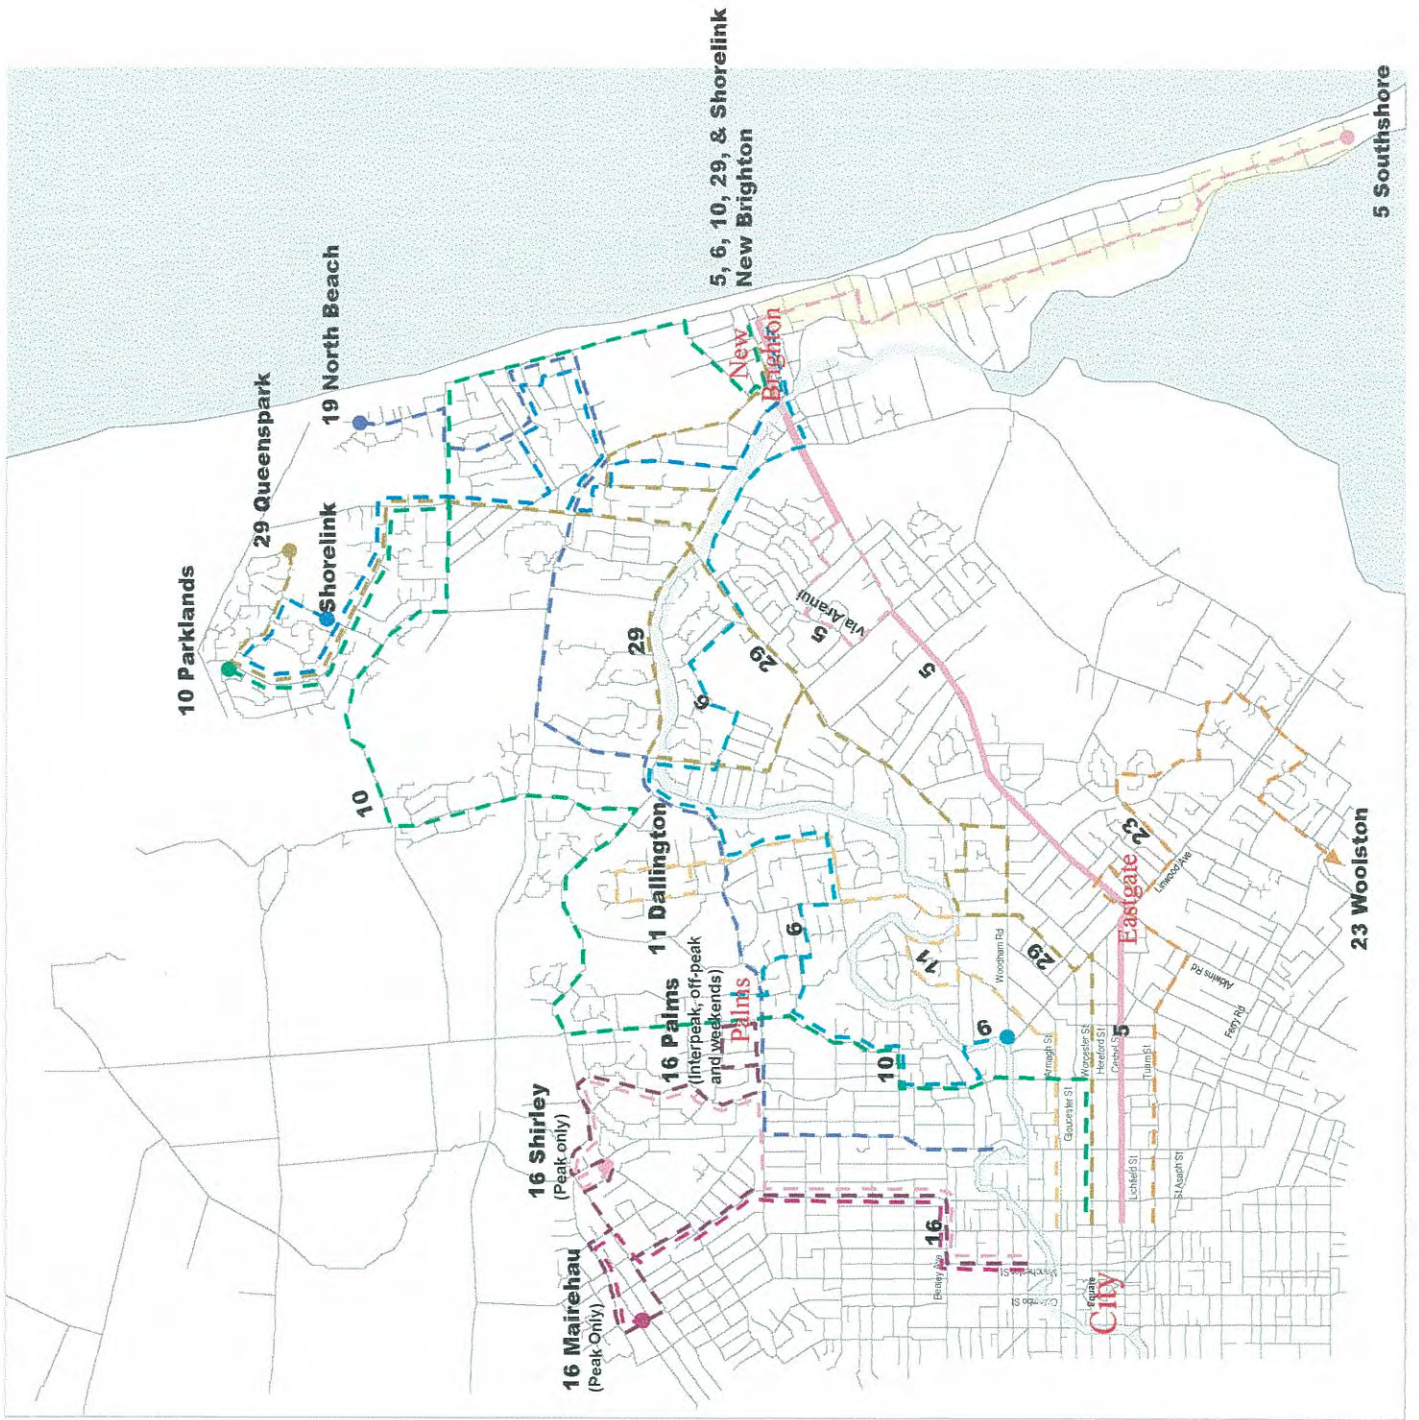 5, 6, 10, 29, & Shorelink
New Brighton
5 Southshore
19 North Beach
29 Queenspark
Shorelink
10 Parklands
New
Brighton
29
6
29
5
via Aranui
5
10
11 Dallington
23
Linwood Ave
Eastgate
23 Woolston
6
11
Woodham Rd
29
Aldwins Rd
Ferry Rd
16 Palms
(Interpeak, off-peak
and weekends)
Palms
10
6
Armagh St
Worcester St
Hereford St
Cashel St
5
Tuam St
Gloucester St
16 Shirley
(Peak only)
Lichfield St
St Asaph St
16 Mairehau
(Peak Only)
16
Bealey Ave
Manchester St
Colombo St
Square
City